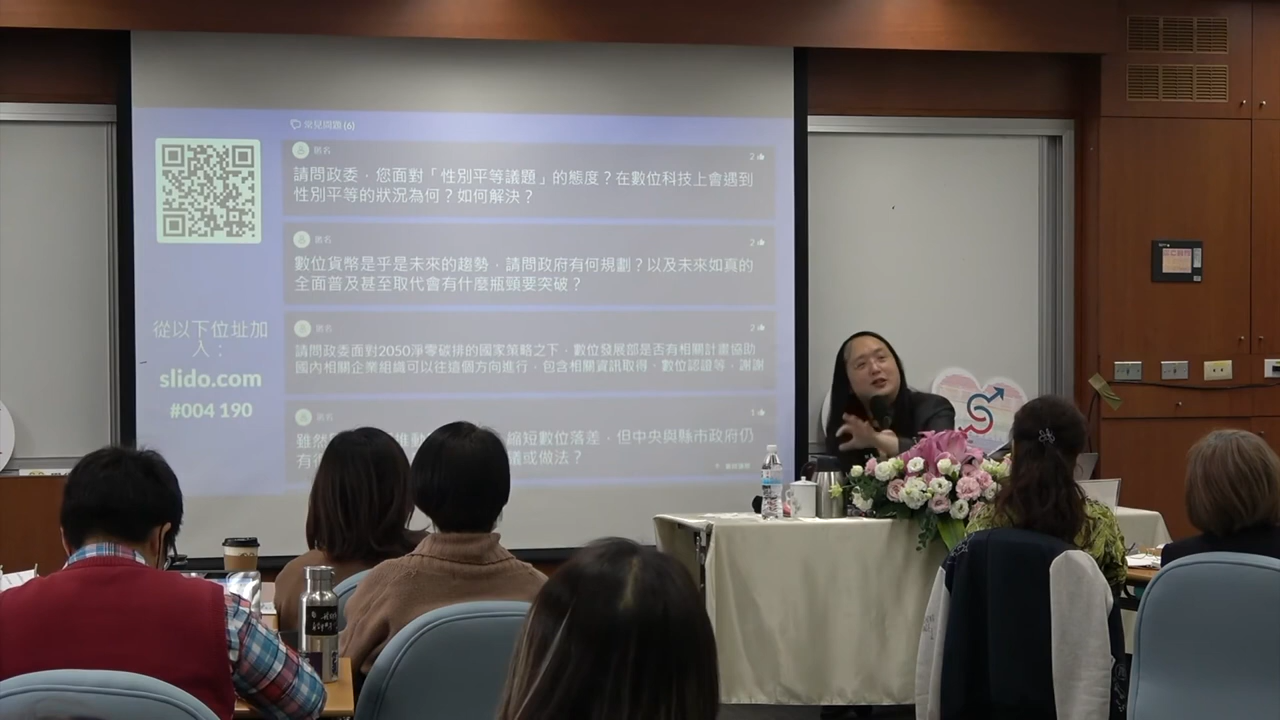 常見問題(6)
匿名
2
請問政委，您面對「性別平等議題」的態度？在數位科技上會遇到
性別平等的狀況為何？如何解決？
匿名
2
數位貨幣是乎是未來的趨勢，請問政府有何規劃？以及未來如真的
全面普及甚至取代會有什麼瓶頸要突破？
匿名
2
請問政委面對2050淨零碳排的國家策略之下，數位發展部是否有相關計畫協助
國內相關企業組織可以往這個方向進行，包含相關資訊取得、數位認證等，謝謝
匿名
1
雖然 推動 縮短數位落差，但中央與縣市政府仍
有 議或做法？
從以下位址加
入：
slido.com
#004 190